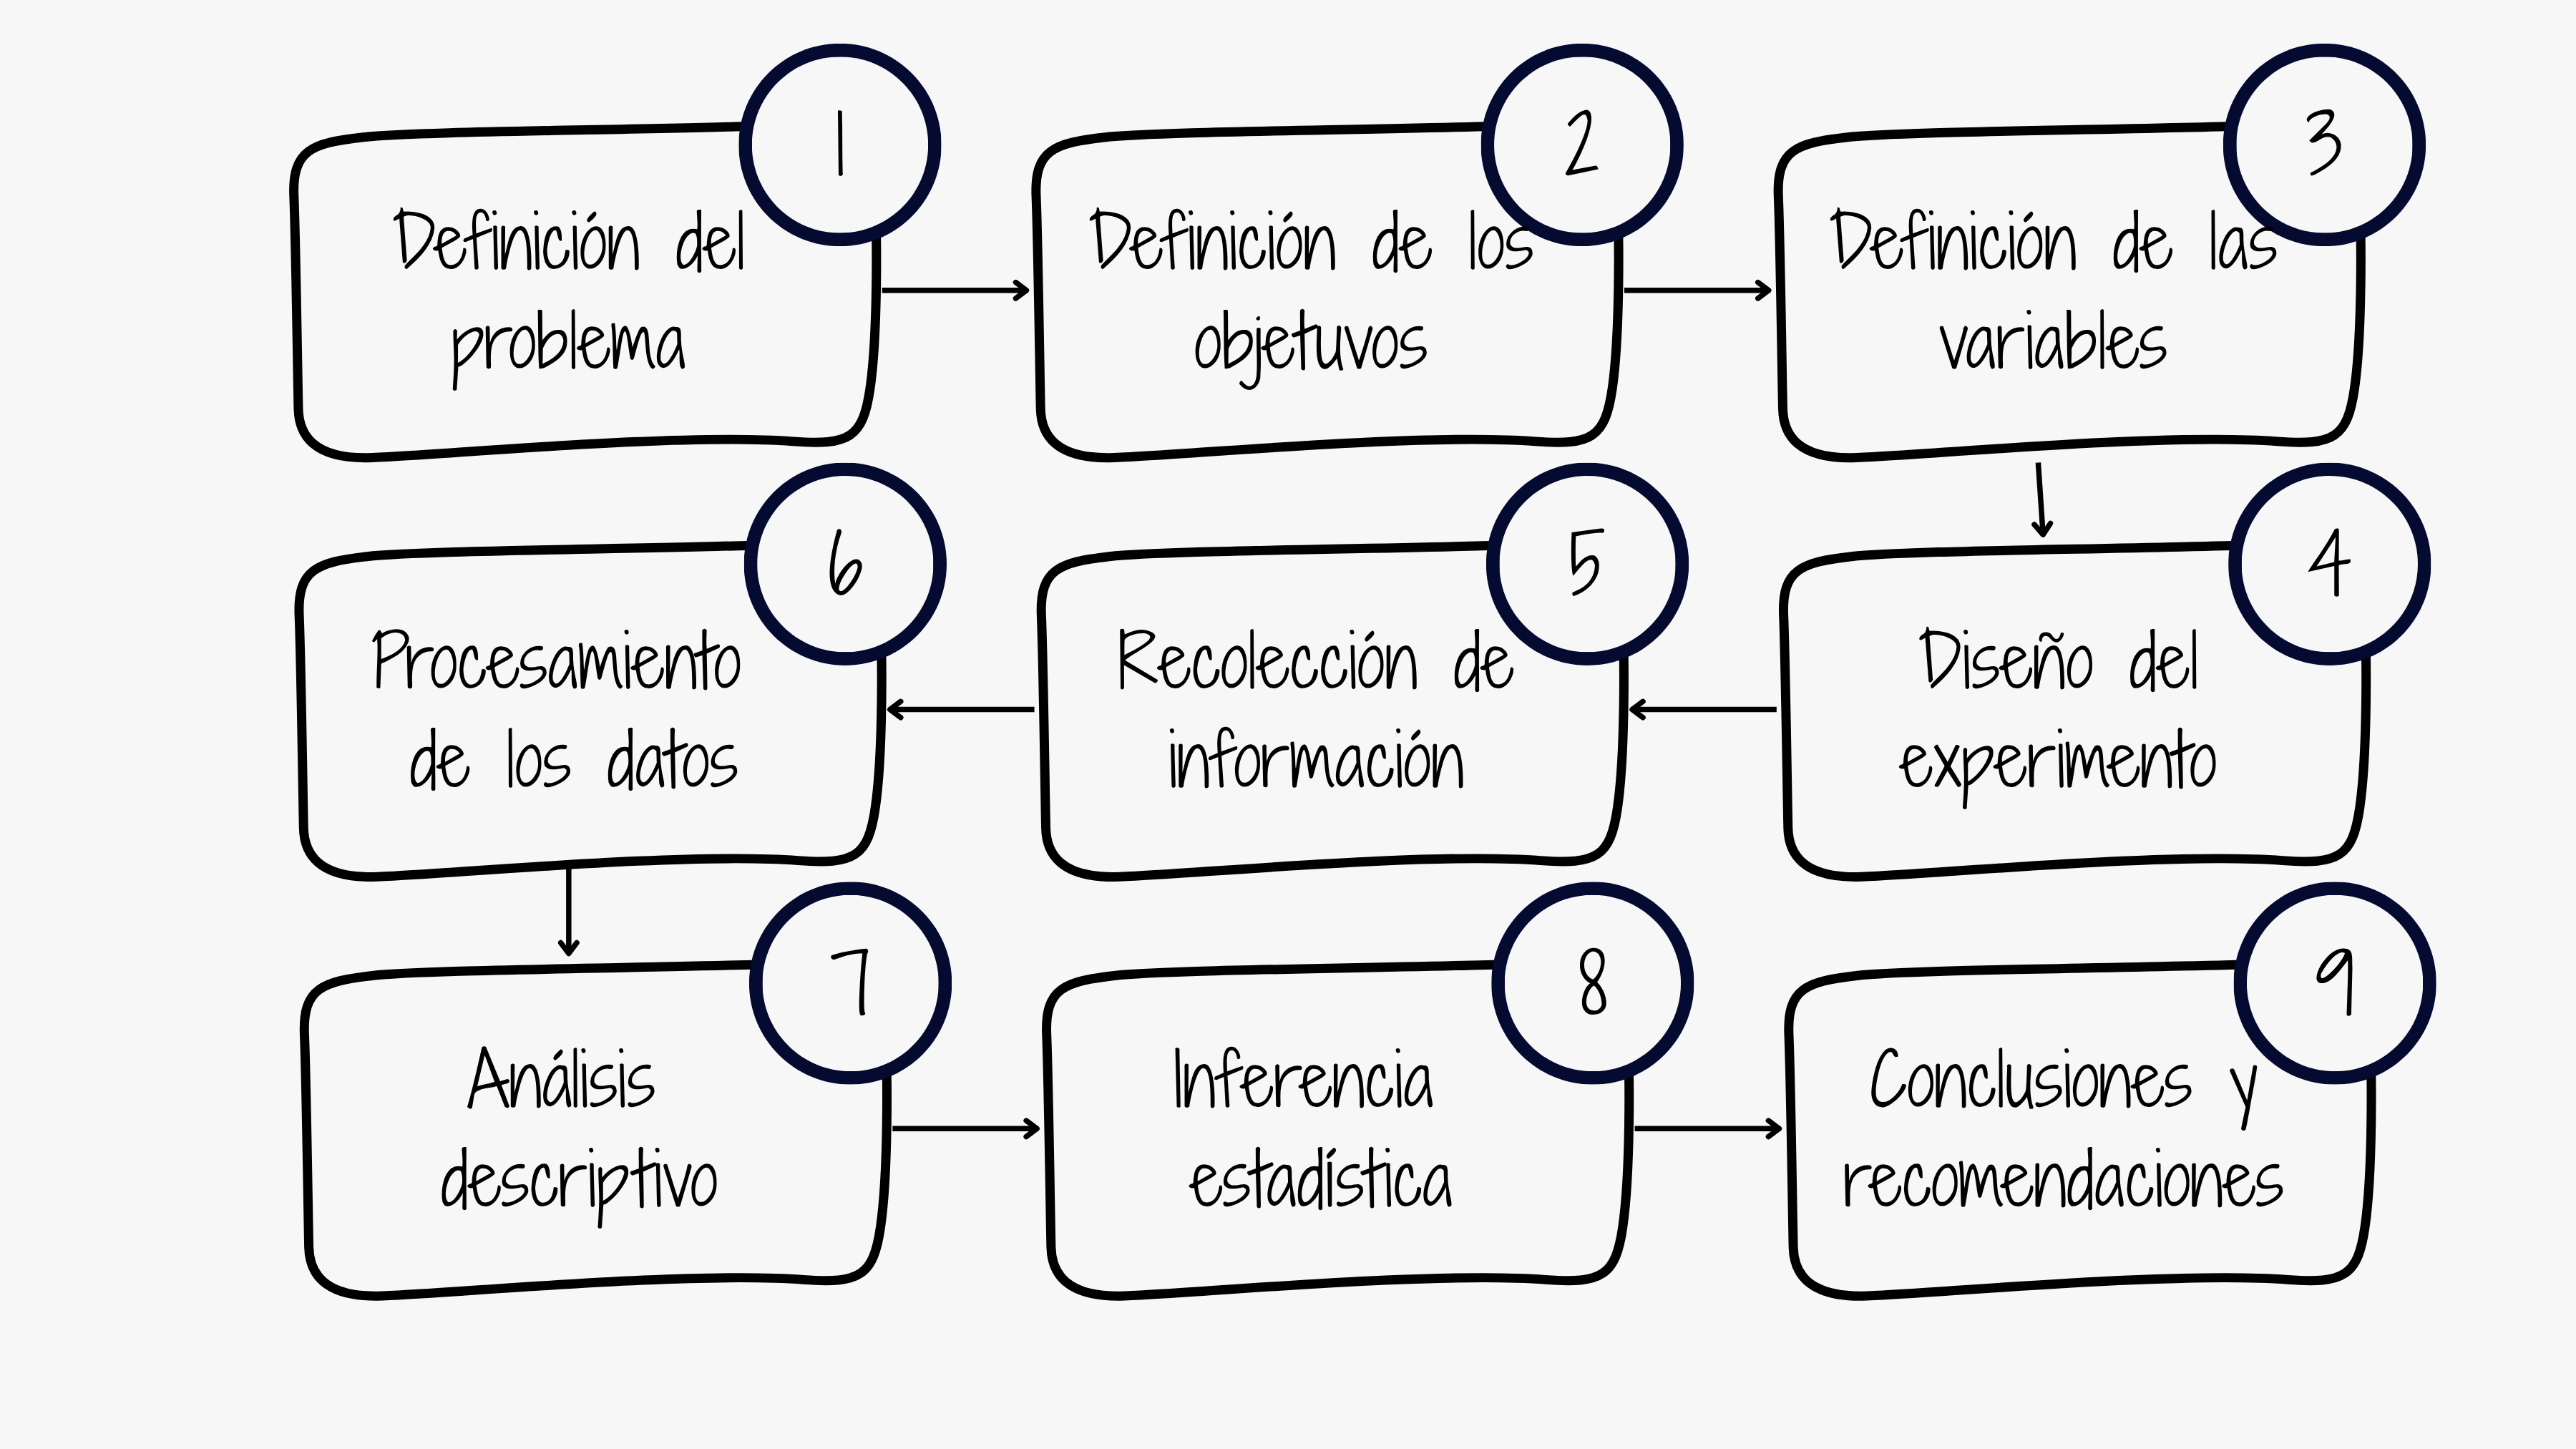 1
Definición del
problema
2
Definición de los
objetuvos
3
Definición de las
variables
4
Diseño del
experimento
5
Recolección de
información
6
Procesamiento
de los datos
7
Análisis
descriptivo
8
Inferencia
estadística
9
Conclusiones y
recomendaciones